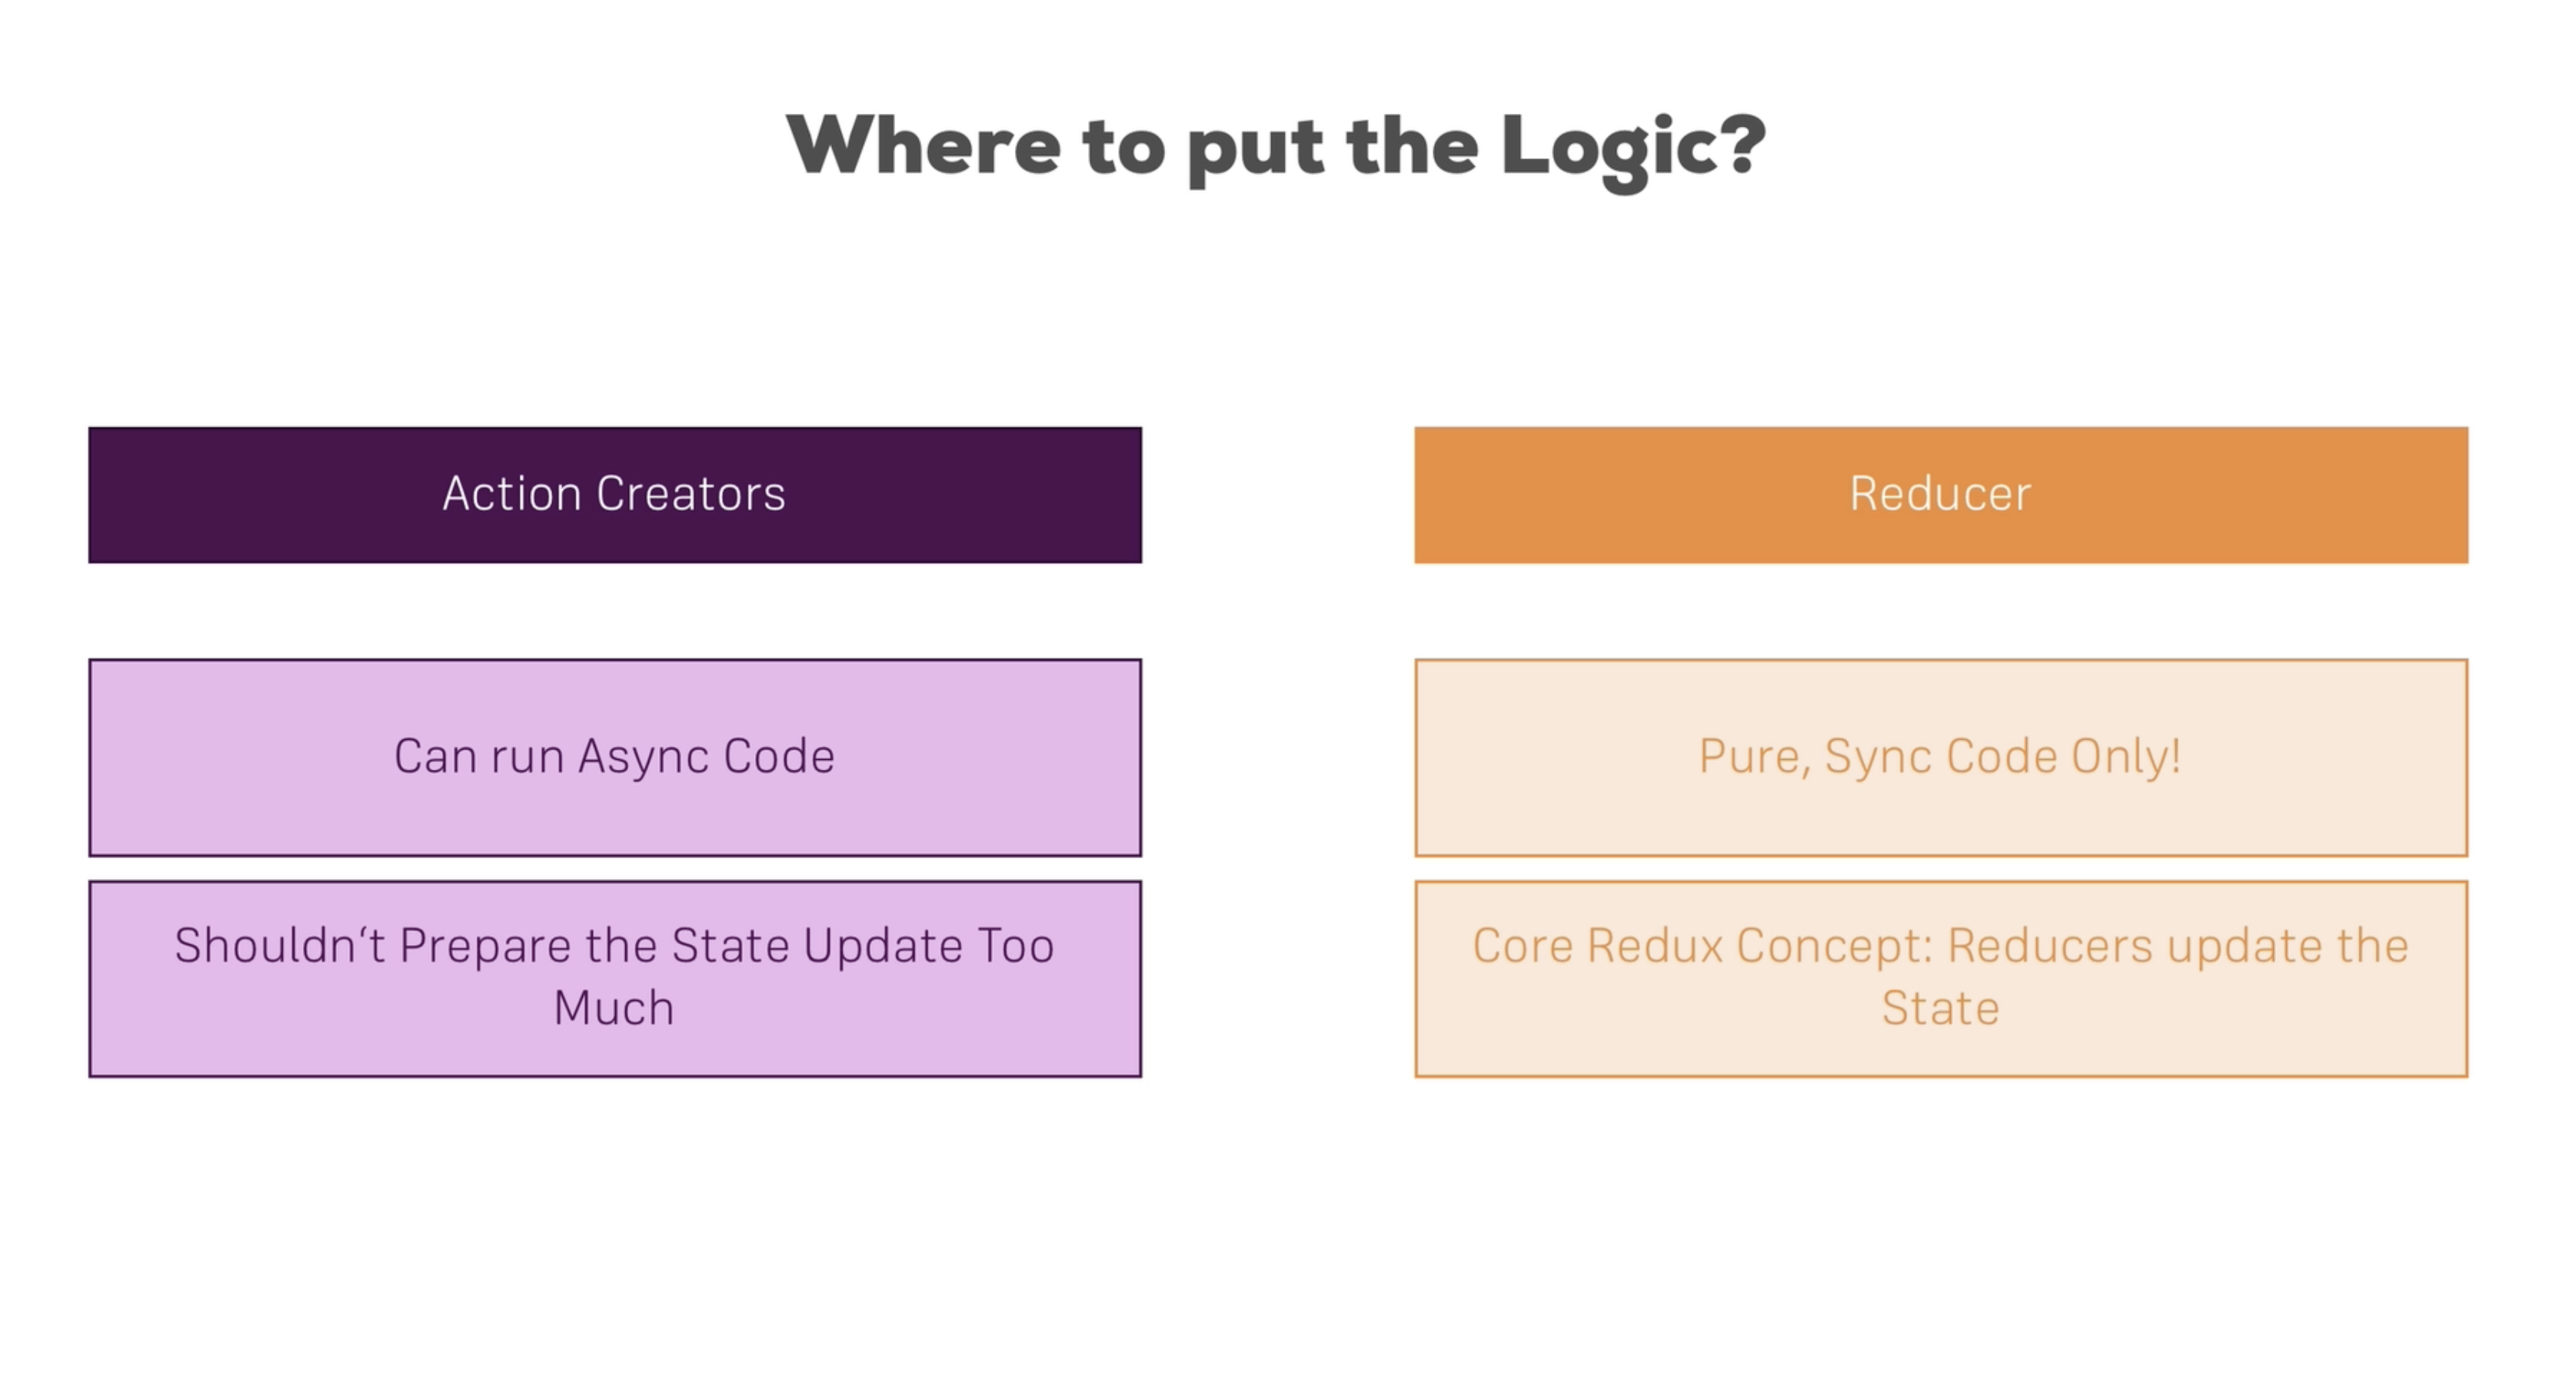 Where to put the Logic?
Action Creators
Reducer
Can run Async Code
Pure, Sync Code Only!
Shouldn‘t Prepare the State Update Too
Much
Core Redux Concept: Reducers update the
State